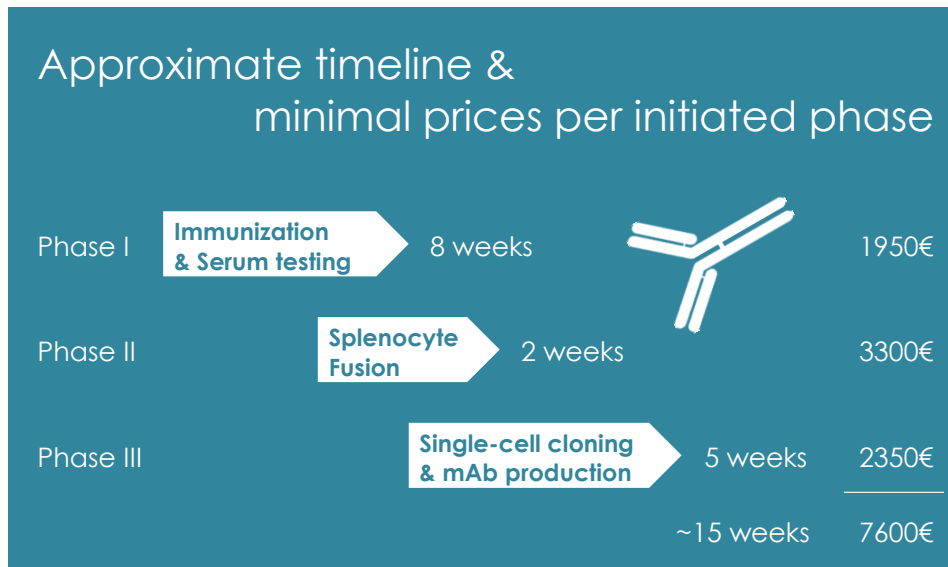 Approximate timeline &
minimal prices per initiated phase
Phase I
Immunization
& Serum testing
8 weeks
1950€
Phase II
Splenocyte
Fusion
2 weeks
3300€
Phase III
Single-cell cloning
& mAb production
5 weeks
2350€
~15 weeks
7600€